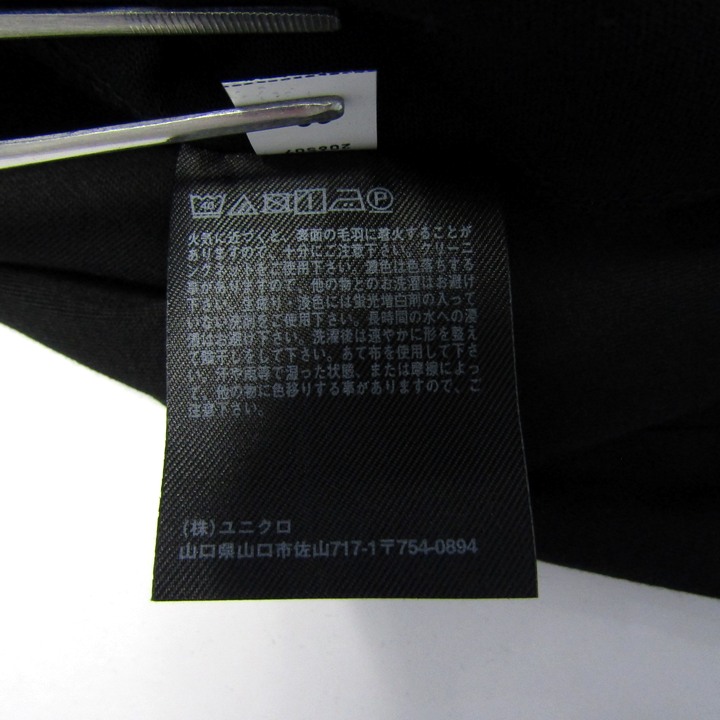 40
P
火気に近づくと、表面の毛羽に着火することが
ありますので、十分にご注意下さい。クリーニ
ングネットをご使用下さい。濃色は色落ちする
事がありますので、他の物とのお洗濯はお避け
下さい。生成り・淡色には蛍光増白剤の入って
いない洗剤をご使用下さい。長時間の水への浸
漬はお避け下さい。洗濯後は速やかに形を整え
て陰干しをして下さい。あて布を使用して下さ
い。汗や雨等で湿った状態、または摩擦によっ
て、他の物に色移りする事がありますので、ご
注意下さい。
(株)ユニクロ
山口県山口市佐山717-1〒754-0894